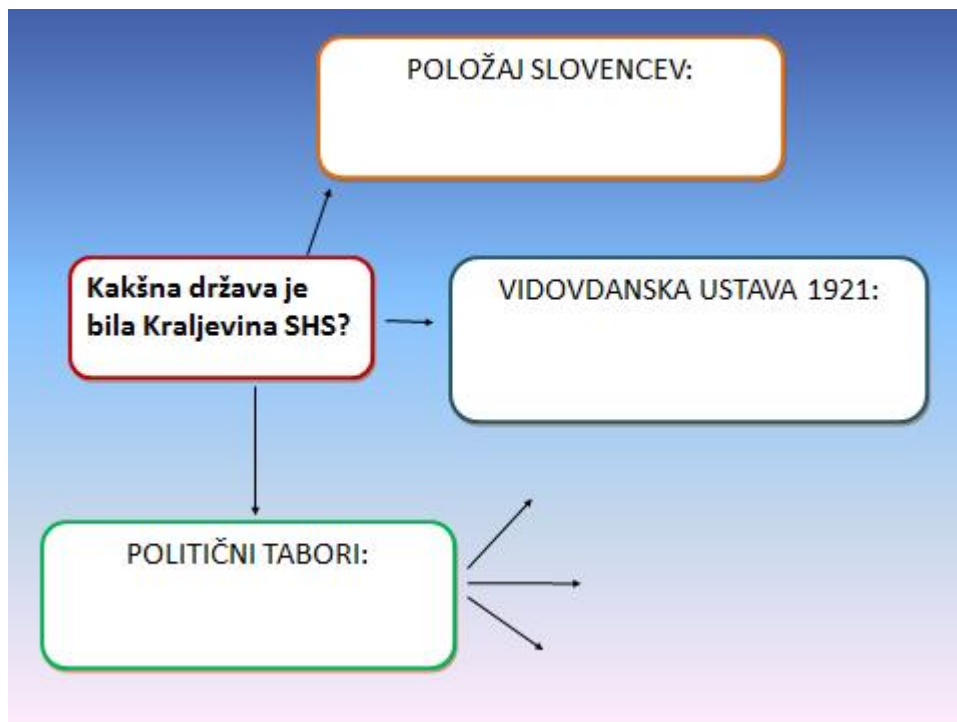 POLOŽAJ SLOVENCEV:
Kakšna država je
bila Kraljevina SHS?
VIDOVDANSKA USTAVA 1921:
POLITIČNI TABORI: